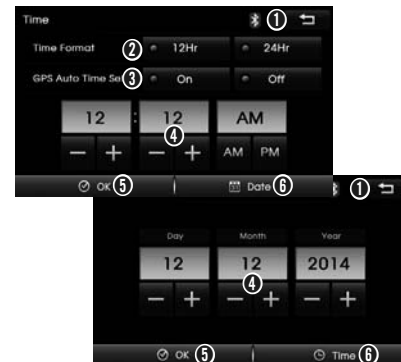 Time ①
Time Format ② 12Hr 24Hr
GPS Auto Time Se ③ On Off
12 : 12 AM
④
− + − + AM PM
OK ⑤ Date ⑥
①
Day Month Year
12 12 2014
④
− + − + − +
OK ⑤ Time ⑥